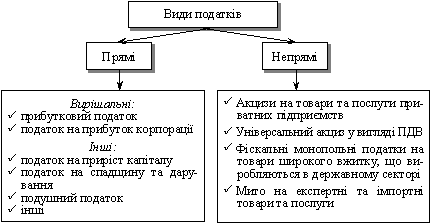 Види податків
Прямі
Непрямі
Вирішальні:
✓ прибутковий податок
✓ податок на прибуток корпорації
Інші:
✓ податок на приріст капіталу
✓ податок на спадщину та дару-
вання
✓ подушний податок
✓ інші
✓ Акцизи на товари та послуги при-
ватних підприємств
✓ Універсальний акциз у вигляді ПДВ
✓ Фіскальні монопольні податки на
товари широкого вжитку, що ви-
робляються в державному секторі
✓ Мито на експертні та імпортні
товари та послуги